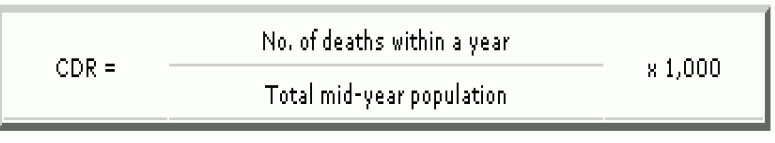 No. of deaths within a year
CDR =
x 1,000
Total mid-year population